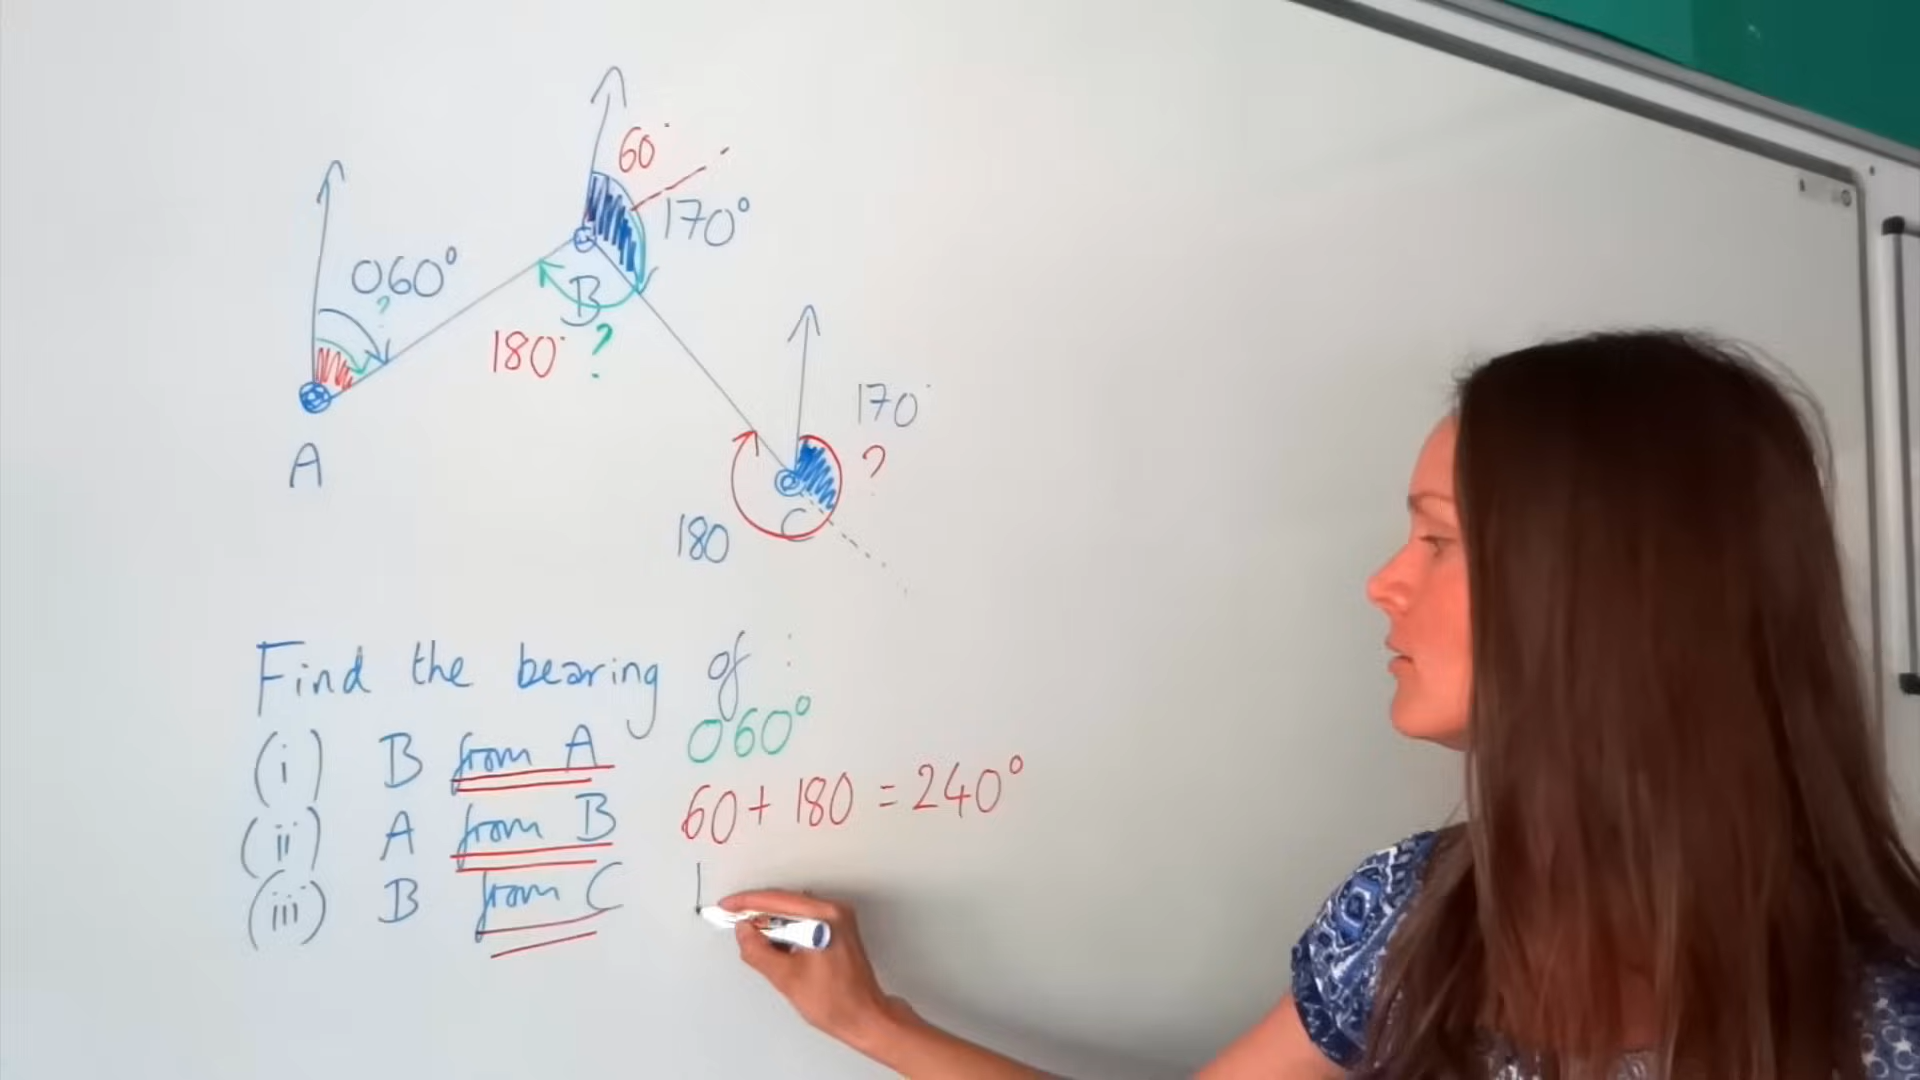 60°
170°
060°
?
B
180° ?
170°
?
A
180
C
Find the bearing of :
(i) B from A 060°
(ii) A from B 60 + 180 = 240°
(iii) B from C 1